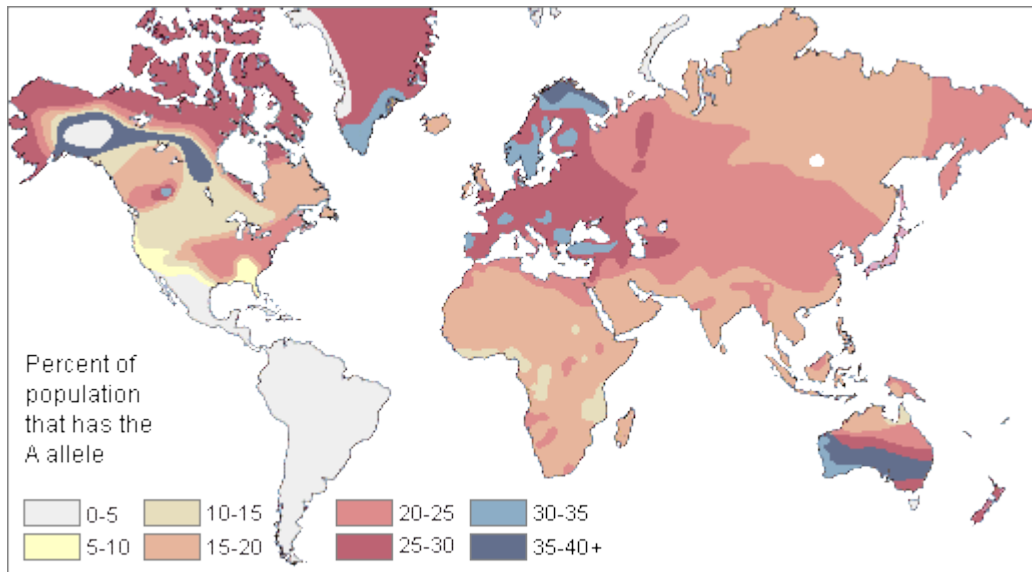 Percent of
population
that has the
A allele
0-5
10-15
20-25
30-35
5-10
15-20
25-30
35-40+